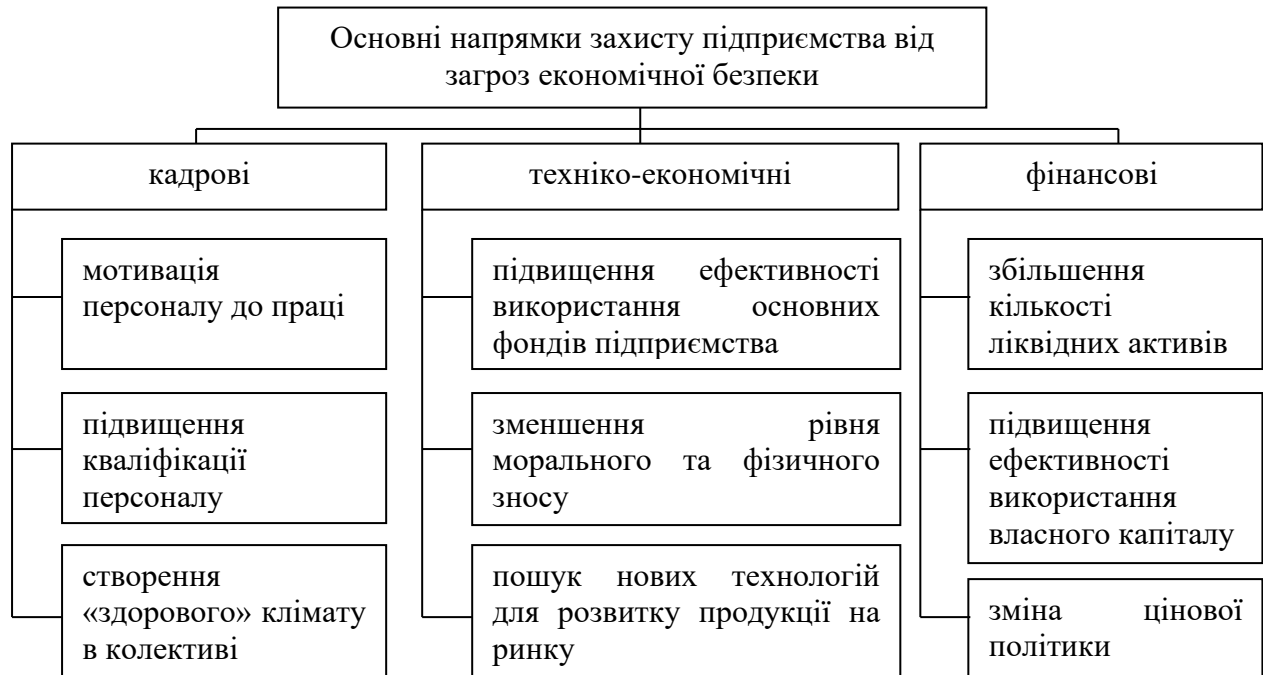 Основні напрямки захисту підприємства від
загроз економічної безпеки
кадрові
мотивація
персоналу до праці
підвищення
кваліфікації
персоналу
створення
«здорового» клімату
в колективі
техніко-економічні
підвищення ефективності
використання основних
фондів підприємства
зменшення рівня
морального та фізичного
зносу
пошук нових технологій
для розвитку продукції на
ринку
фінансові
збільшення
кількості
ліквідних активів
підвищення
ефективності
використання
власного капіталу
зміна цінової
політики